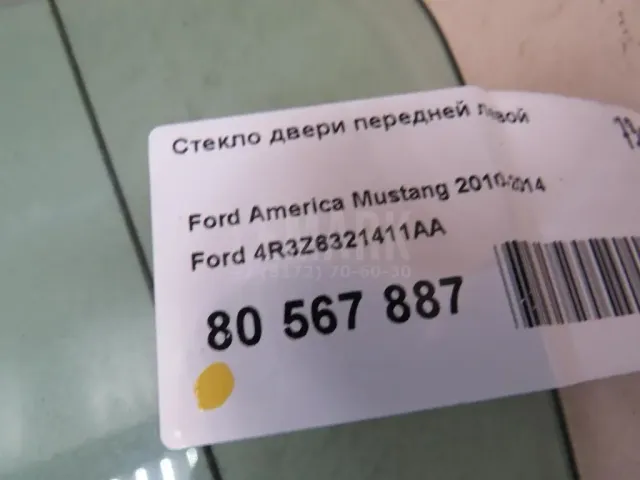 Стекло двери передней левой
Ford America Mustang 2010-2014
Ford 4R3Z6321411AA
80 567 887